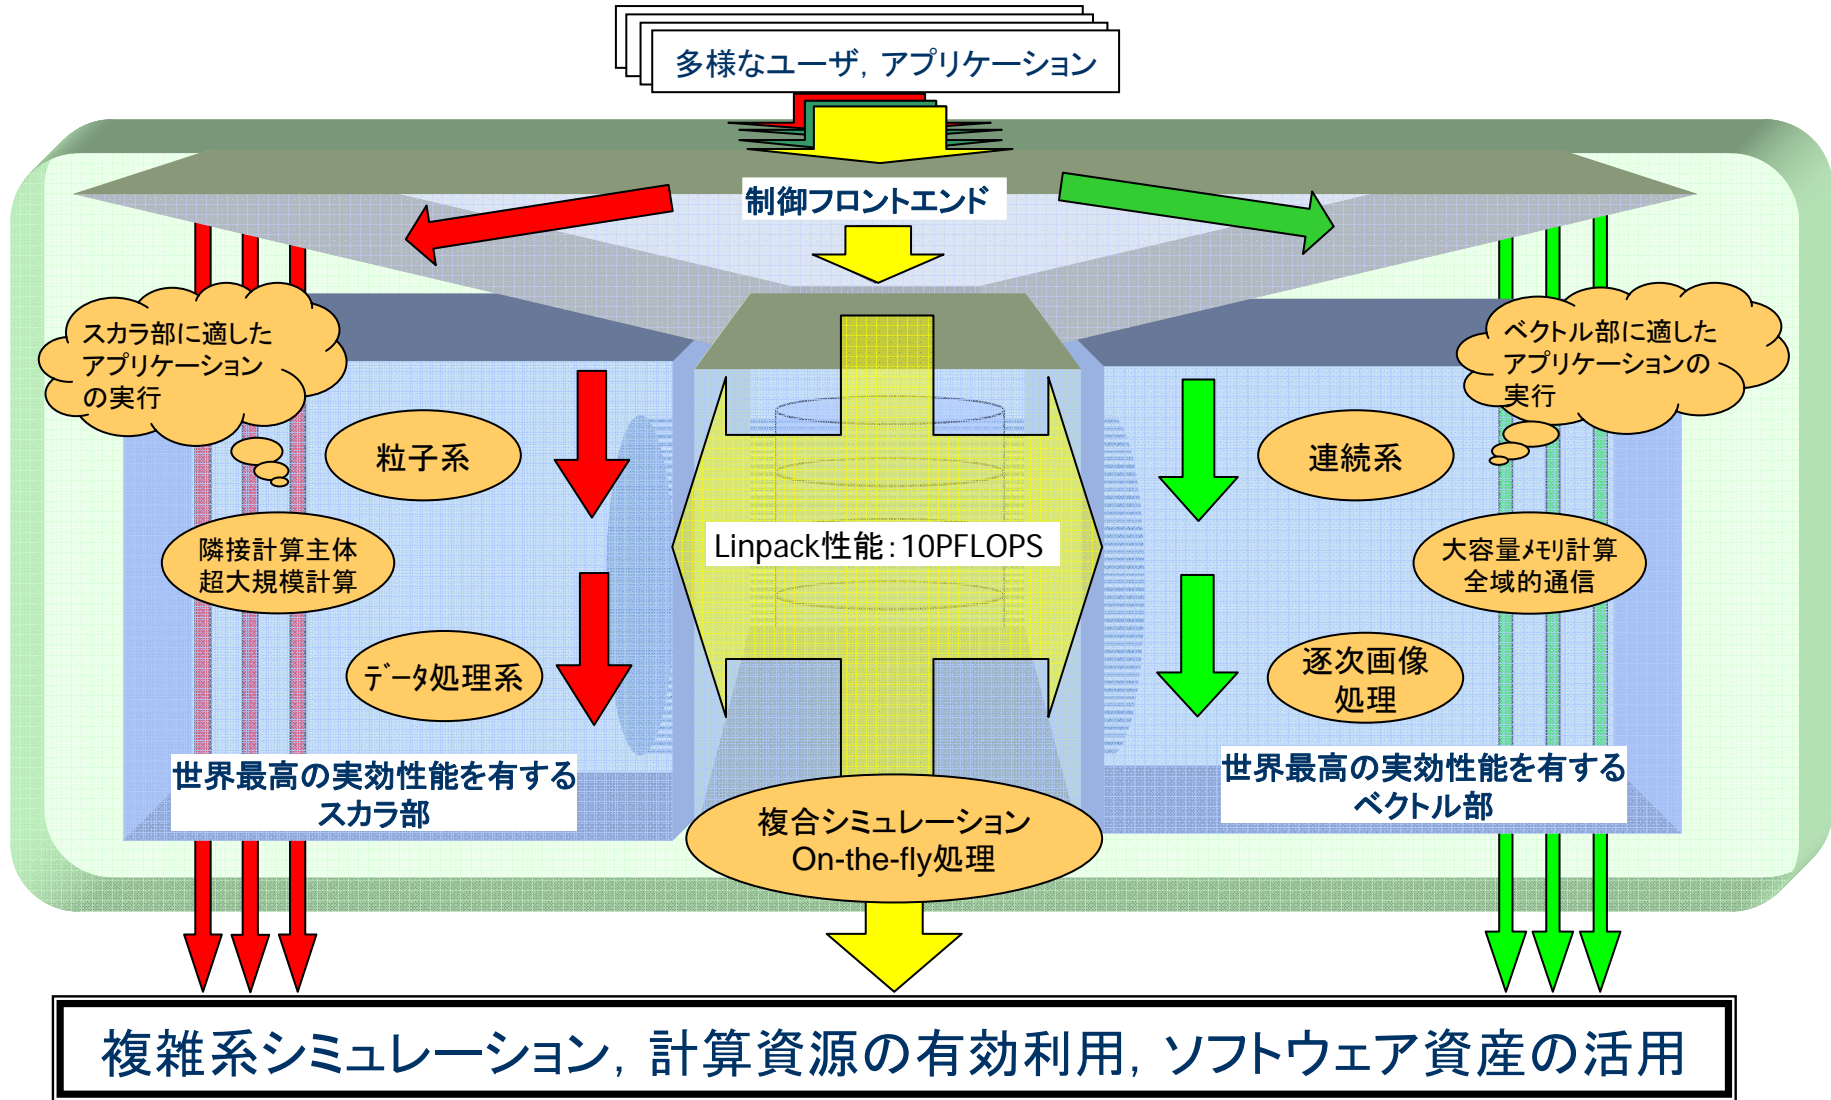 多様なユーザ, アプリケーション
制御フロントエンド
スカラ部に適した
アプリケーション
の実行
ベクトル部に適した
アプリケーションの
実行
粒子系
連続系
隣接計算主体
超大規模計算
Linpack性能：10PFLOPS
大容量ﾒﾓﾘ計算
全域的通信
ﾃﾞｰﾀ処理系
逐次画像
処理
世界最高の実効性能を有する
スカラ部
世界最高の実効性能を有する
ベクトル部
複合シミュレーション
On-the-fly処理
複雑系シミュレーション, 計算資源の有効利用, ソフトウェア資産の活用